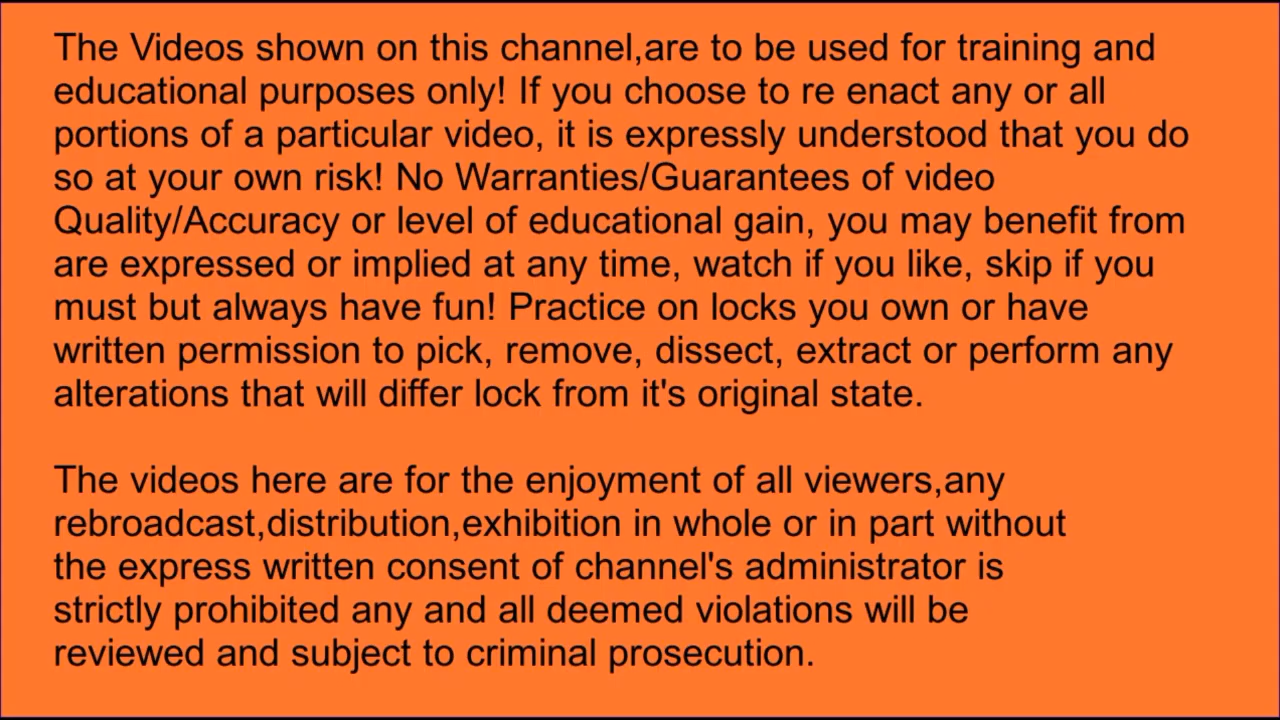 The Videos shown on this channel,are to be used for training and
educational purposes only! If you choose to re enact any or all
portions of a particular video, it is expressly understood that you do
so at your own risk! No Warranties/Guarantees of video
Quality/Accuracy or level of educational gain, you may benefit from
are expressed or implied at any time, watch if you like, skip if you
must but always have fun! Practice on locks you own or have
written permission to pick, remove, dissect, extract or perform any
alterations that will differ lock from it's original state.
The videos here are for the enjoyment of all viewers,any
rebroadcast,distribution,exhibition in whole or in part without
the express written consent of channel's administrator is
strictly prohibited any and all deemed violations will be
reviewed and subject to criminal prosecution.